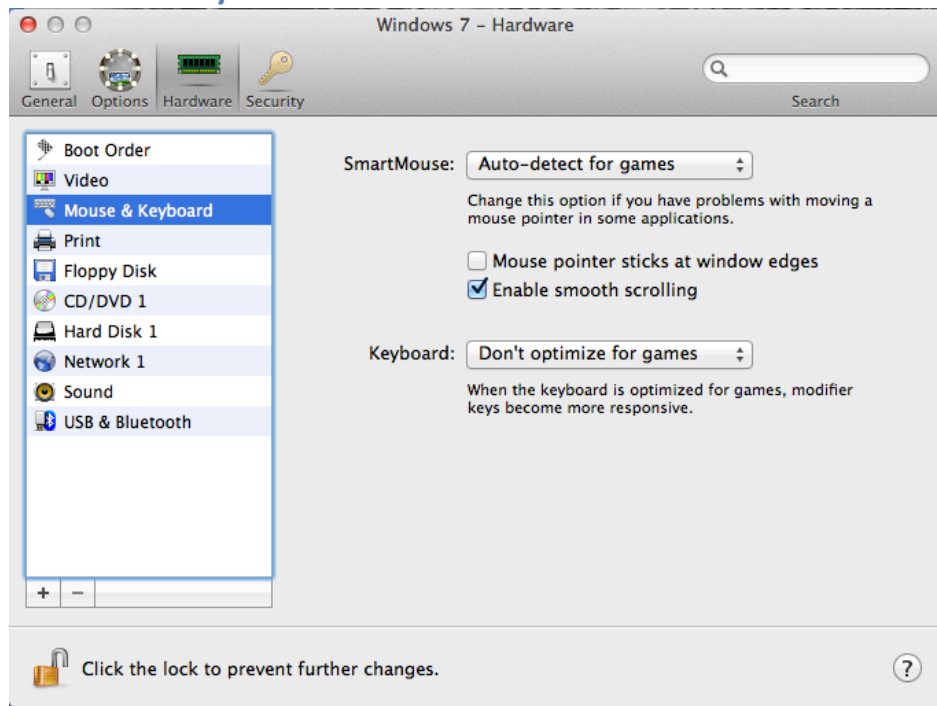 Windows 7 – Hardware
General Options Hardware Security
Search
Boot Order
Video
Mouse & Keyboard
Print
Floppy Disk
CD/DVD 1
Hard Disk 1
Network 1
Sound
USB & Bluetooth
+ −
SmartMouse: Auto-detect for games
Change this option if you have problems with moving a
mouse pointer in some applications.
Mouse pointer sticks at window edges
Enable smooth scrolling
Keyboard: Don't optimize for games
When the keyboard is optimized for games, modifier
keys become more responsive.
Click the lock to prevent further changes.
?